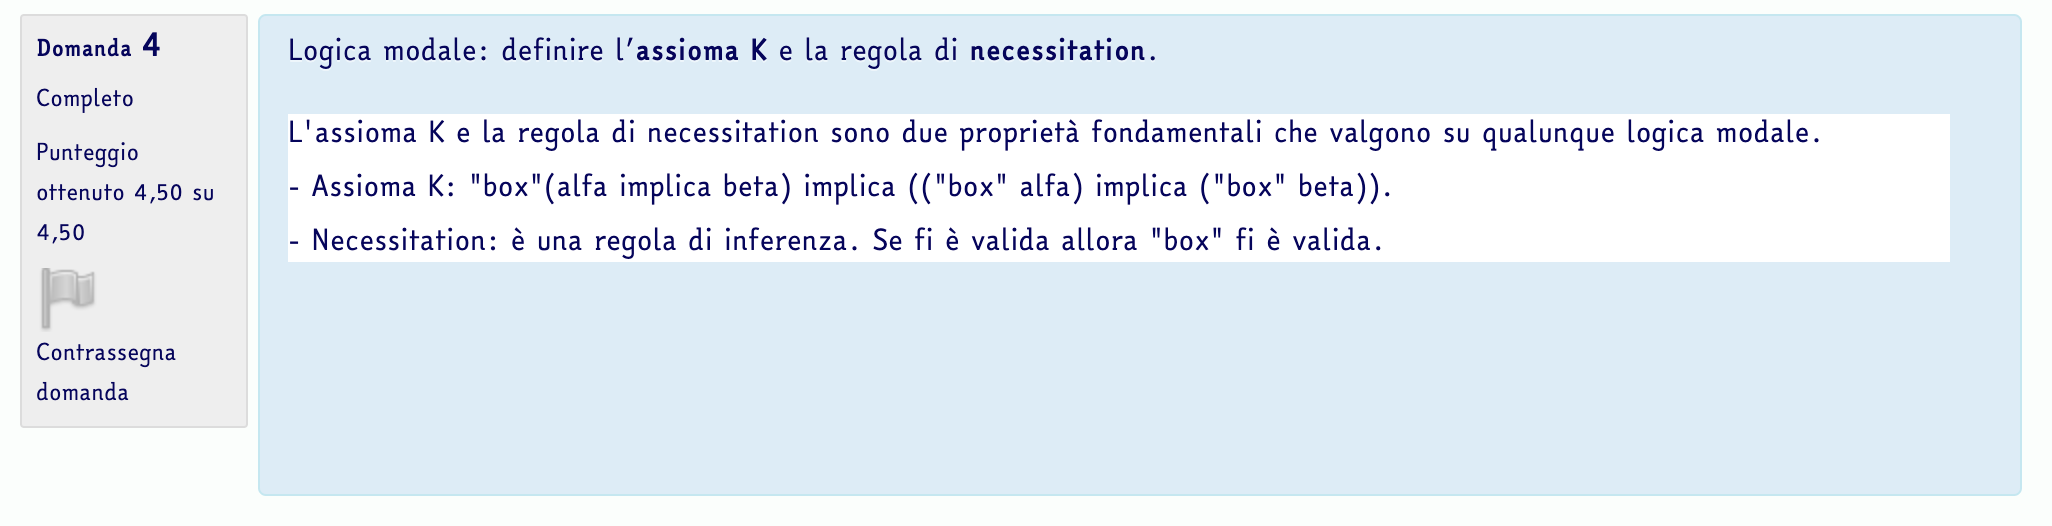 Domanda 4
Completo
Punteggio
ottenuto 4,50 su
4,50
Contrassegna
domanda
Logica modale: definire l’assioma K e la regola di necessitation.
L'assioma K e la regola di necessitation sono due proprietà fondamentali che valgono su qualunque logica modale.
- Assioma K: "box"(alfa implica beta) implica (("box" alfa) implica ("box" beta)).
- Necessitation: è una regola di inferenza. Se fi è valida allora "box" fi è valida.